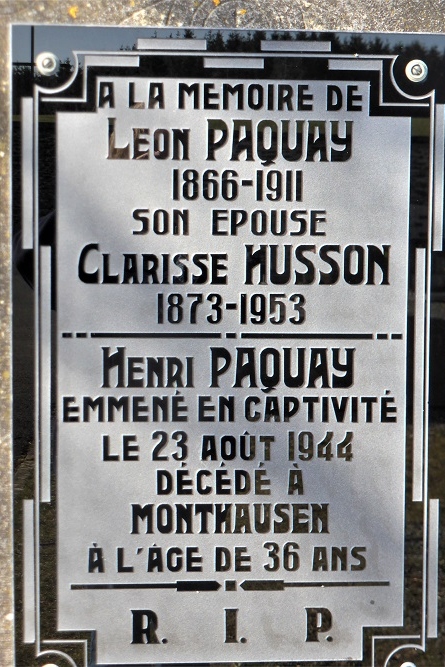 A LA MEMOIRE DE
LEON PAQUAY
1866-1911
SON EPOUSE
CLARISSE HUSSON
1873-1953
HENRI PAQUAY
EMMENÉ EN CAPTIVITÉ
LE 23 AOÛT 1944
DÉCÉDÉ À
MONTHAUSEN
À L'ÂGE DE 36 ANS
R. I. P.